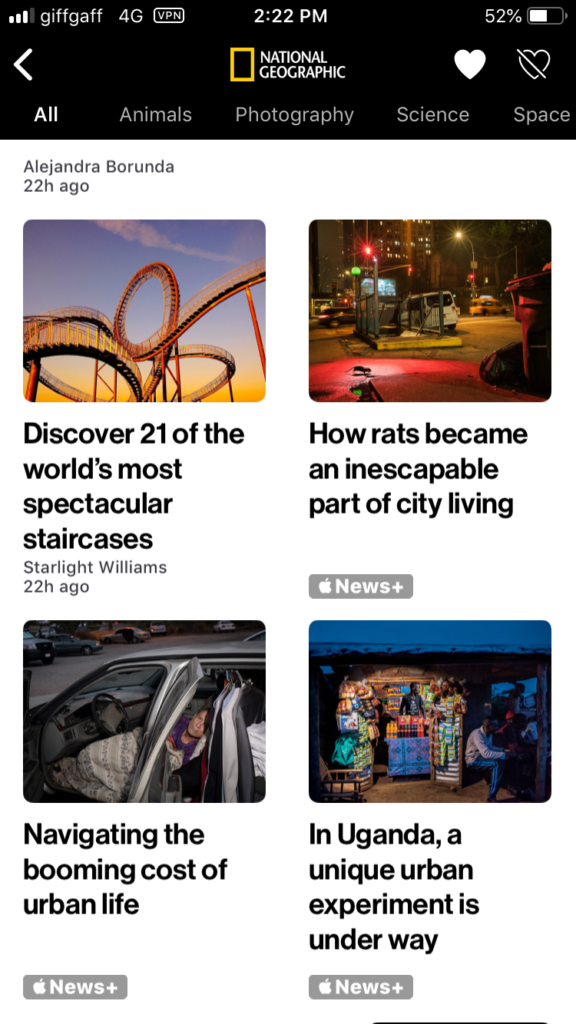 giffgaff 4G VPN 2:22 PM 52%
NATIONAL
GEOGRAPHIC
All Animals Photography Science Space
Alejandra Borunda
22h ago
Discover 21 of the
world’s most
spectacular
staircases
Starlight Williams
22h ago
How rats became
an inescapable
part of city living
News+
Navigating the
booming cost of
urban life
News+
In Uganda, a
unique urban
experiment is
under way
News+